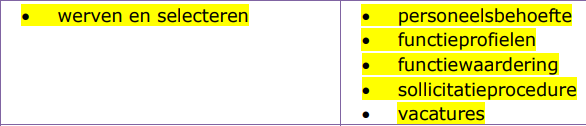 • werven en selecteren
• personeelsbehoefte
• functieprofielen
• functiewaardering
• sollicitatieprocedure
• vacatures